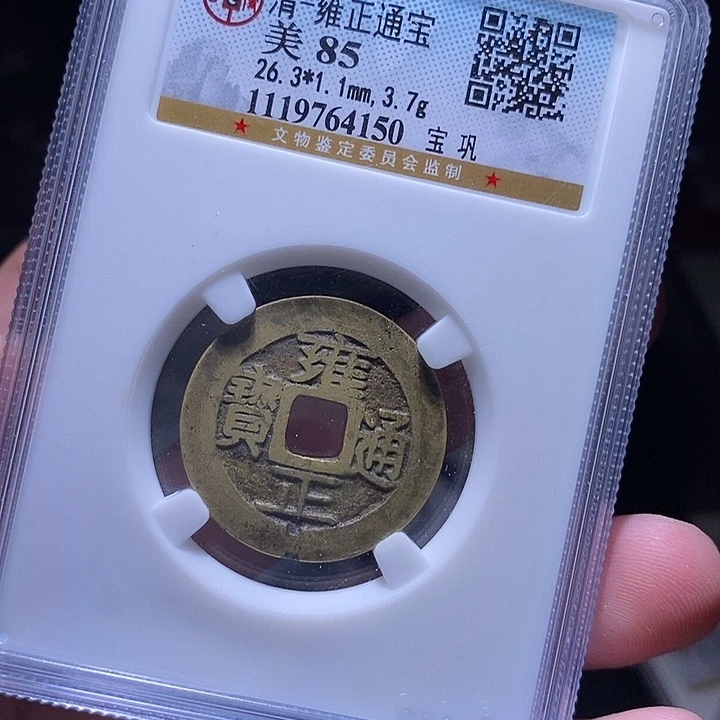 清-雍正通宝
美 85
26.3*1.1mm, 3.7g
1119764150 宝巩
文物鉴定委员会监制
雍正通寶